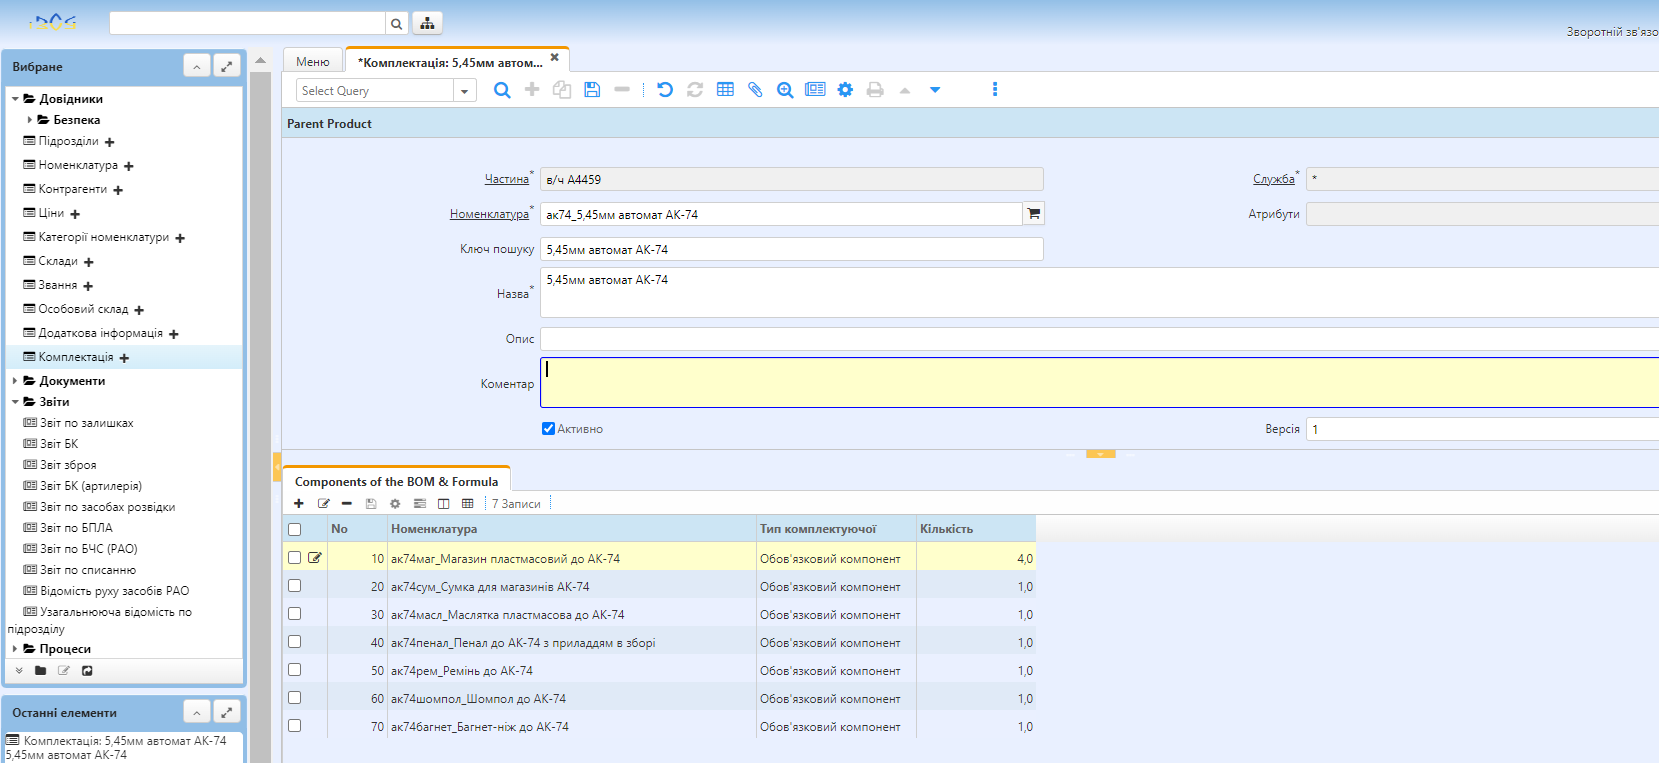 Зворотній зв'язо
Вибране
Довідники
Безпека
Підрозділи
Номенклатура
Контрагенти
Ціни
Категорії номенклатури
Склади
Звання
Особовий склад
Додаткова інформація
Комплектація
Документи
Звіти
Звіт по залишках
Звіт БК
Звіт зброя
Звіт БК (артилерія)
Звіт по засобах розвідки
Звіт по БПЛА
Звіт по БЧС (РАО)
Звіт по списанню
Відомість руху засобів РАО
Узагальнююча відомість по
підрозділу
Процеси
Останні елементи
Комплектація: 5,45мм автомат АК-74
5,45мм автомат АК-74
Меню
*Комплектація: 5,45мм автом...
Select Query
Parent Product
Частина* в/ч А4459 Служба* *
Номенклатура* ак74_5,45мм автомат АК-74 Атрибути
Ключ пошуку 5,45мм автомат АК-74
Назва* 5,45мм автомат АК-74
Опис
Коментар
Активно Версія 1
Components of the BOM & Formula
7 Записи
No Номенклатура Тип комплектуючої Кількість
10 ак74маг_Магазин пластмасовий до АК-74 Обов'язковий компонент 4,0
20 ак74сум_Сумка для магазинів АК-74 Обов'язковий компонент 1,0
30 ак74масл_Маслятка пластмасова до АК-74 Обов'язковий компонент 1,0
40 ак74пенал_Пенал до АК-74 з приладдям в зборі Обов'язковий компонент 1,0
50 ак74рем_Ремінь до АК-74 Обов'язковий компонент 1,0
60 ак74шомпол_Шомпол до АК-74 Обов'язковий компонент 1,0
70 ак74багнет_Багнет-ніж до АК-74 Обов'язковий компонент 1,0